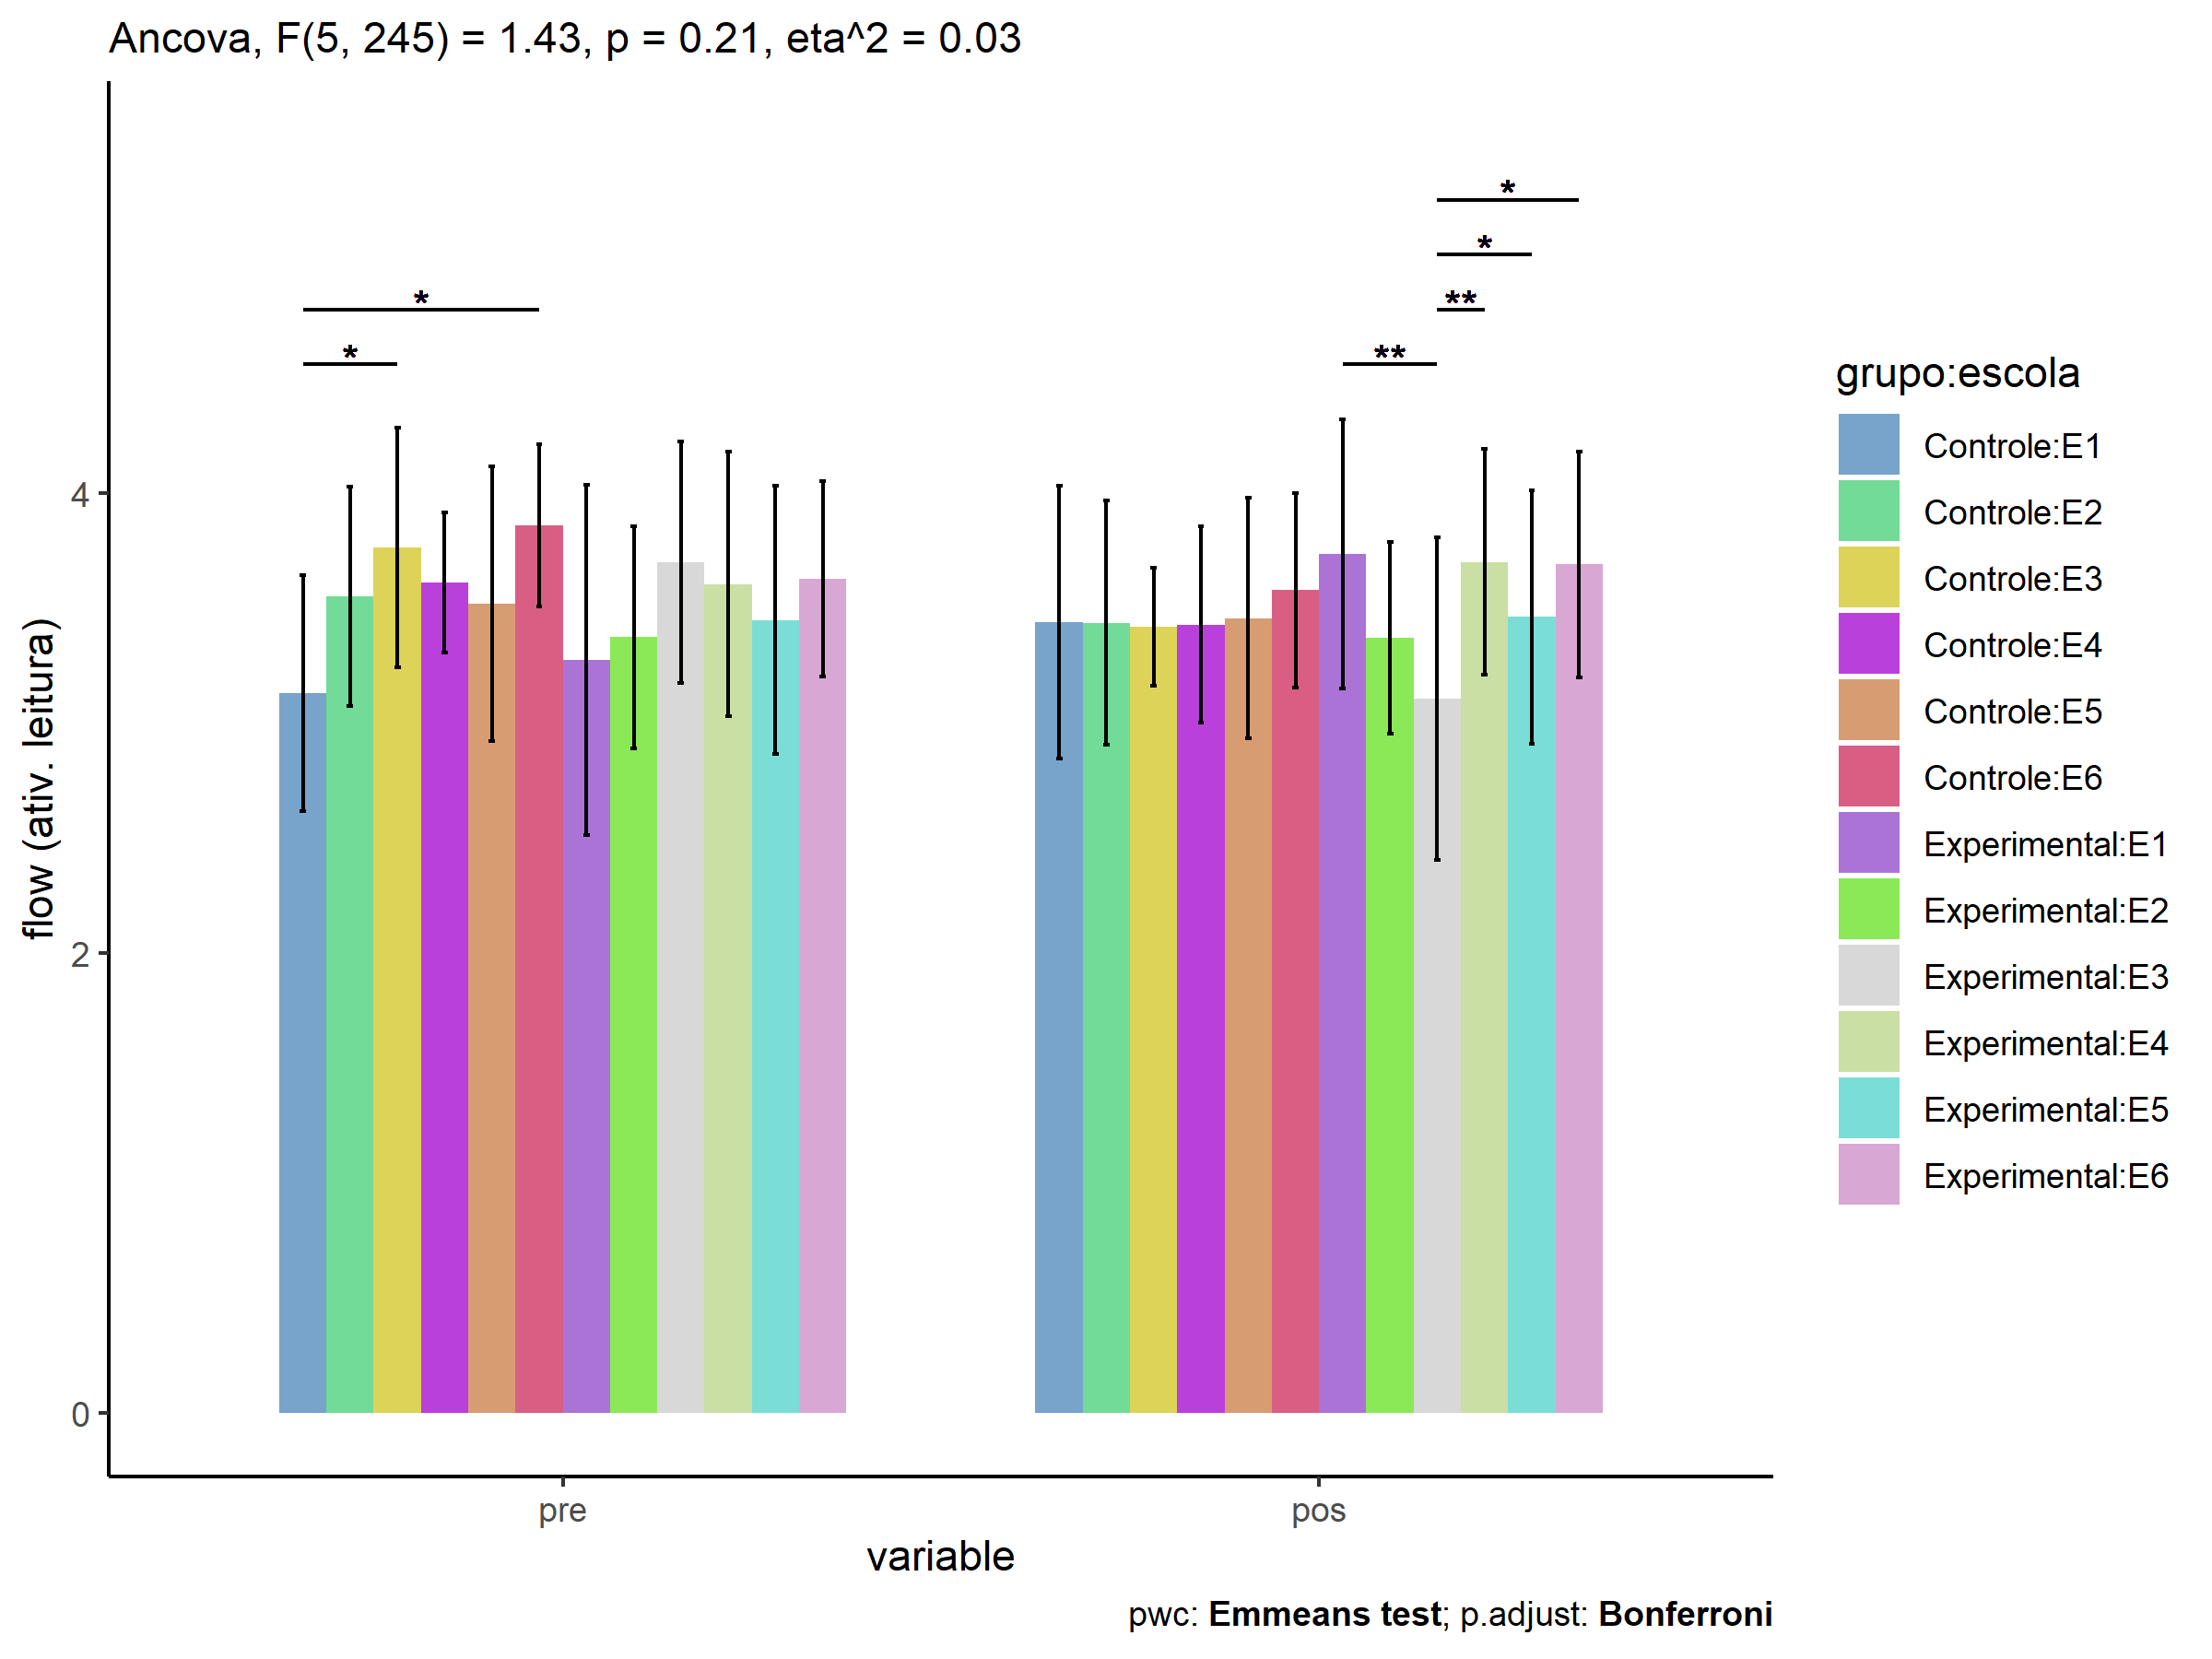 Ancova, F(5, 245) = 1.43, p = 0.21, eta^2 = 0.03
flow (ativ. leitura)
4
2
0
*
*
*
*
**
**
pre
pos
variable
pwc: Emmeans test; p.adjust: Bonferroni
grupo:escola
Controle:E1
Controle:E2
Controle:E3
Controle:E4
Controle:E5
Controle:E6
Experimental:E1
Experimental:E2
Experimental:E3
Experimental:E4
Experimental:E5
Experimental:E6